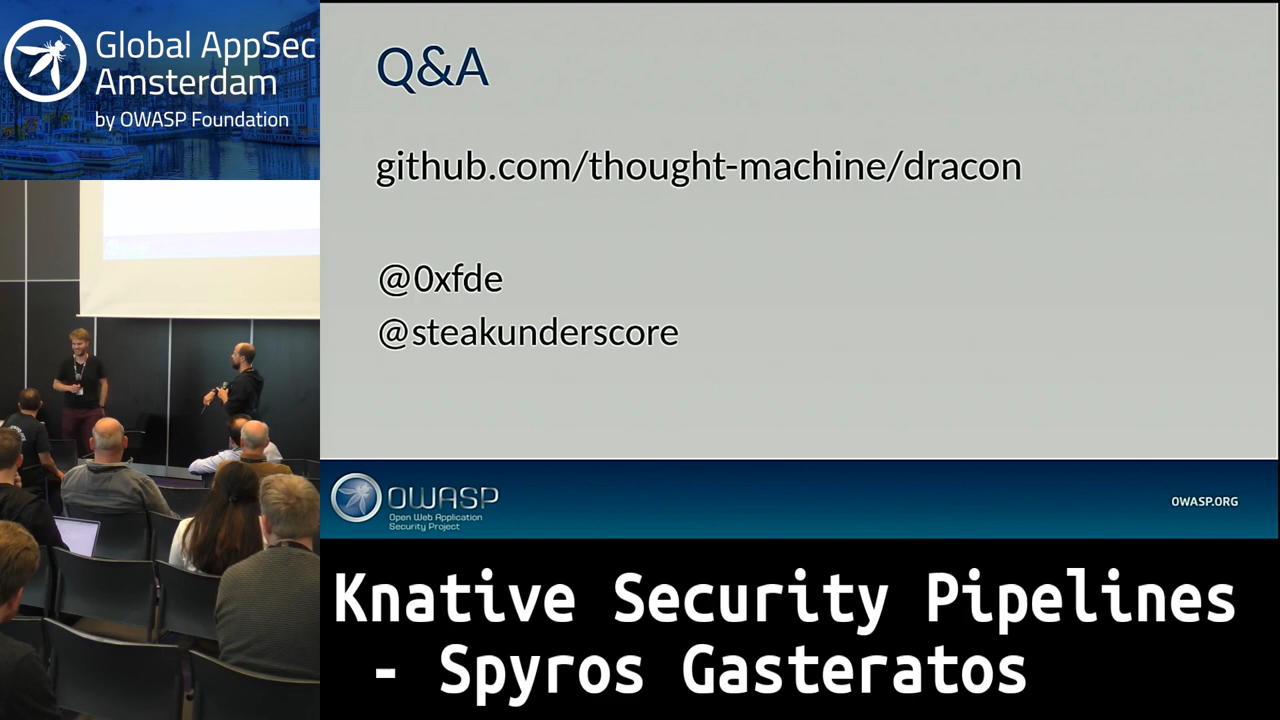 Global AppSec
Amsterdam
by OWASP Foundation
Q&A
github.com/thought-machine/dracon
@0xfde
@steakunderscore
OWASP
Open Web Application
Security Project
OWASP.ORG
Knative Security Pipelines
- Spyros Gasteratos